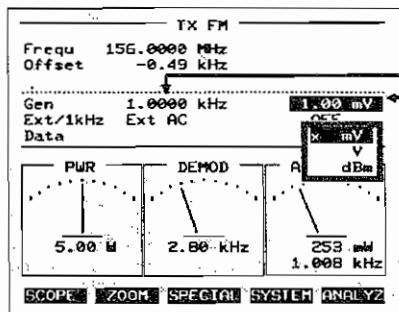 TX FM
Frequ 156.0000 MHz
Offset -0.49 kHz
Gen 1.0000 kHz 1.00 mV
Ext/1kHz Ext AC OFF
Data
x mV
V
dBm
PWR DEMOD A
5.00 W 2.80 kHz 253 mW
1.008 kHz
SCOPE ZOOM SPECIAL SYSTEM ANALYZ